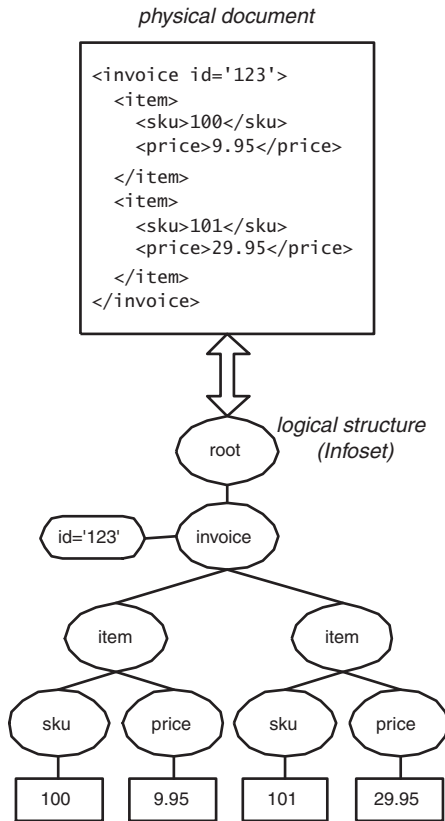 physical document
<invoice id='123'>
<item>
<sku>100</sku>
<price>9.95</price>
</item>
<item>
<sku>101</sku>
<price>29.95</price>
</item>
</invoice>
logical structure
(Infoset)
root
id='123'
invoice
item
item
sku
price
sku
price
100
9.95
101
29.95